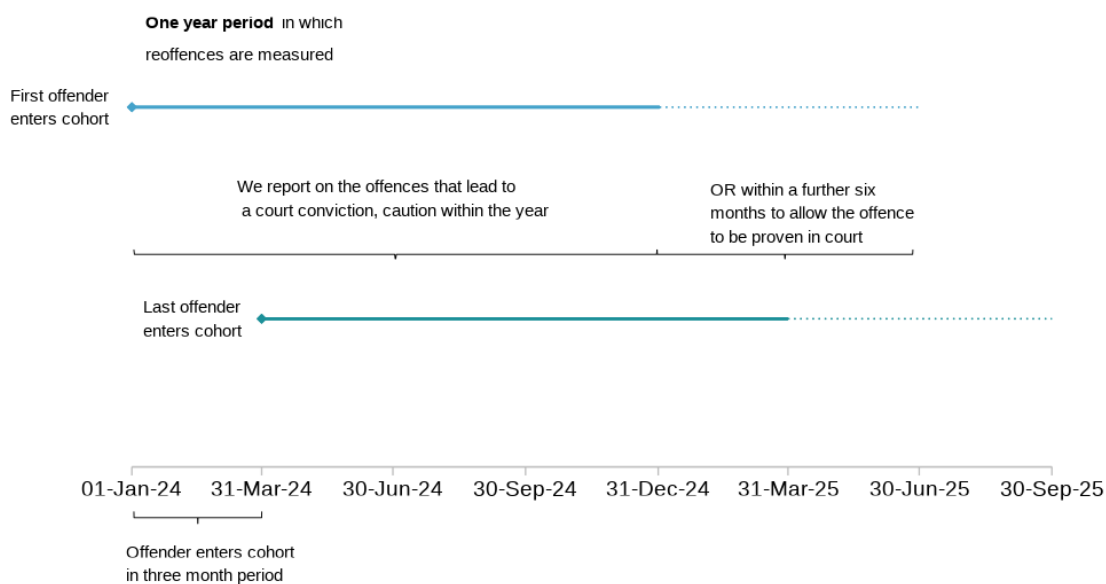 One year period in which
reoffences are measured
First offender
enters cohort
We report on the offences that lead to
a court conviction, caution within the year
OR within a further six
months to allow the offence
to be proven in court
Last offender
enters cohort
01-Jan-24 31-Mar-24 30-Jun-24 30-Sep-24 31-Dec-24 31-Mar-25 30-Jun-25 30-Sep-25
Offender enters cohort
in three month period